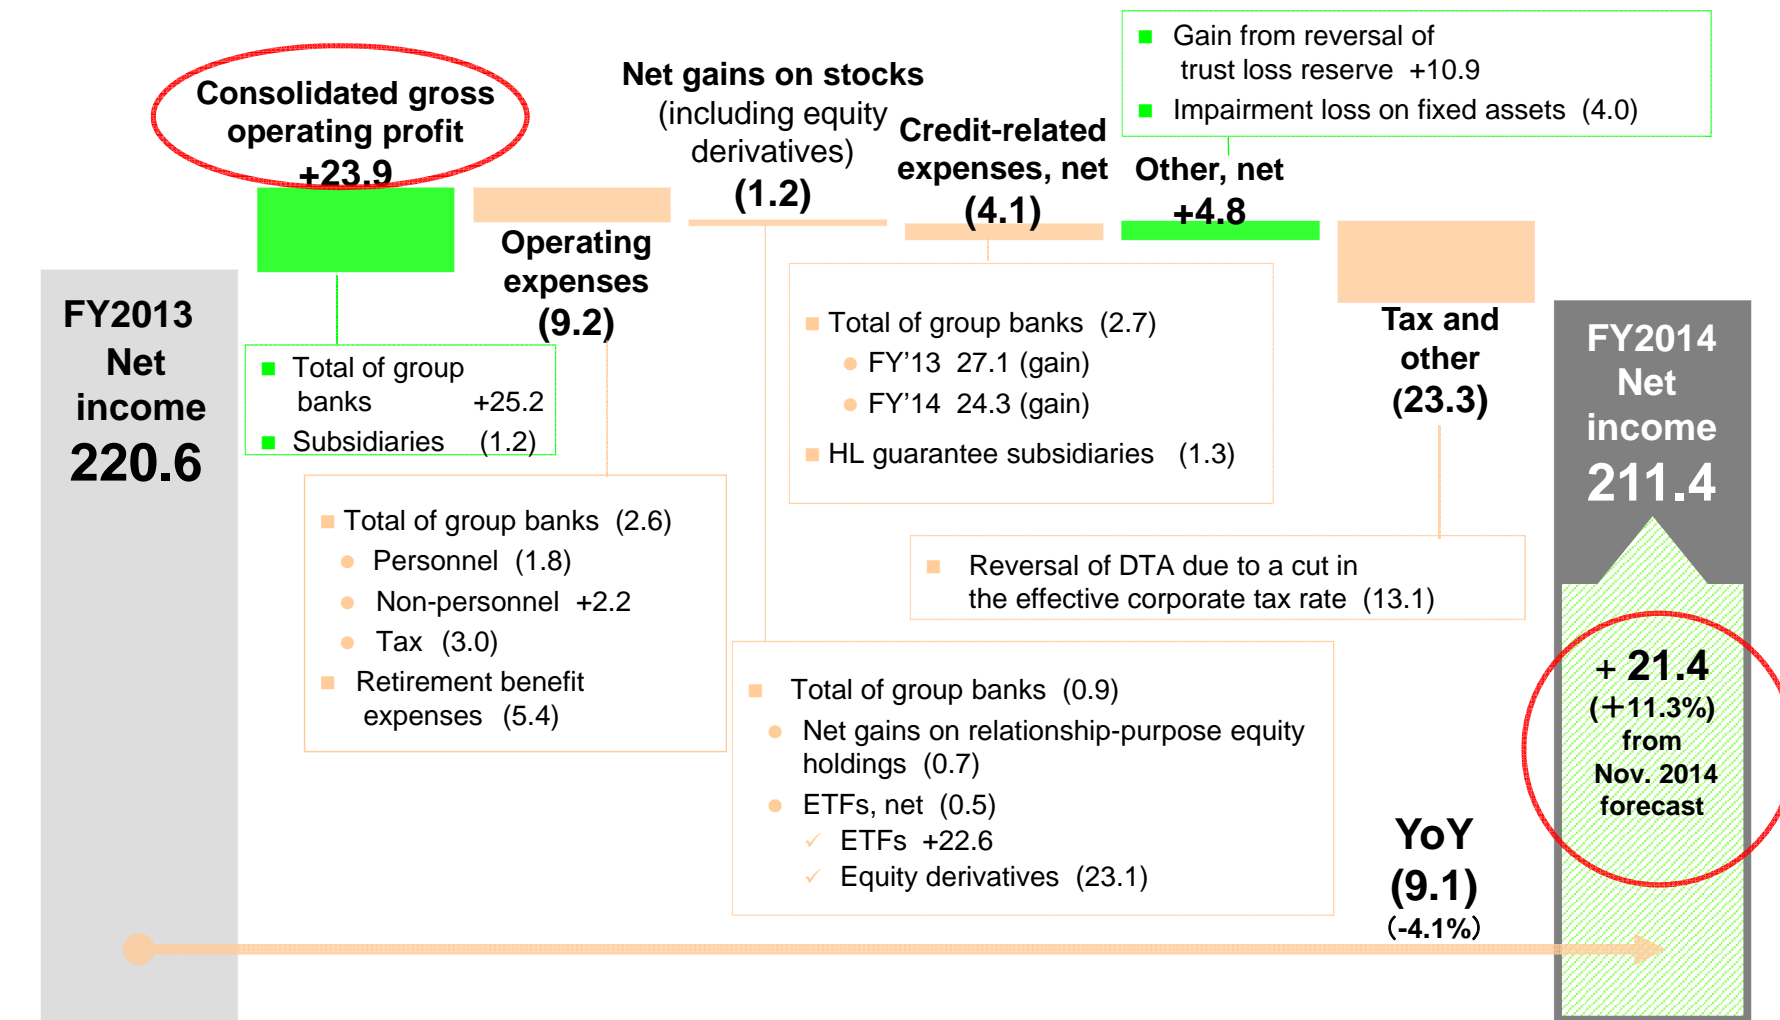 FY2013
Net
income
220.6
Consolidated gross
operating profit
+23.9
■ Total of group
banks +25.2
■ Subsidiaries (1.2)
Operating
expenses
(9.2)
■ Total of group banks (2.6)
● Personnel (1.8)
● Non-personnel +2.2
● Tax (3.0)
■ Retirement benefit
expenses (5.4)
Net gains on stocks
(including equity
derivatives)
(1.2)
■ Total of group banks (0.9)
● Net gains on relationship-purpose equity
holdings (0.7)
● ETFs, net (0.5)
✓ ETFs +22.6
✓ Equity derivatives (23.1)
Credit-related
expenses, net
(4.1)
■ Total of group banks (2.7)
● FY'13 27.1 (gain)
● FY'14 24.3 (gain)
■ HL guarantee subsidiaries (1.3)
■ Gain from reversal of
trust loss reserve +10.9
■ Impairment loss on fixed assets (4.0)
Other, net
+4.8
Tax and
other
(23.3)
■ Reversal of DTA due to a cut in
the effective corporate tax rate (13.1)
YoY
(9.1)
(-4.1%)
FY2014
Net
income
211.4
+ 21.4
(+11.3%)
from
Nov. 2014
forecast